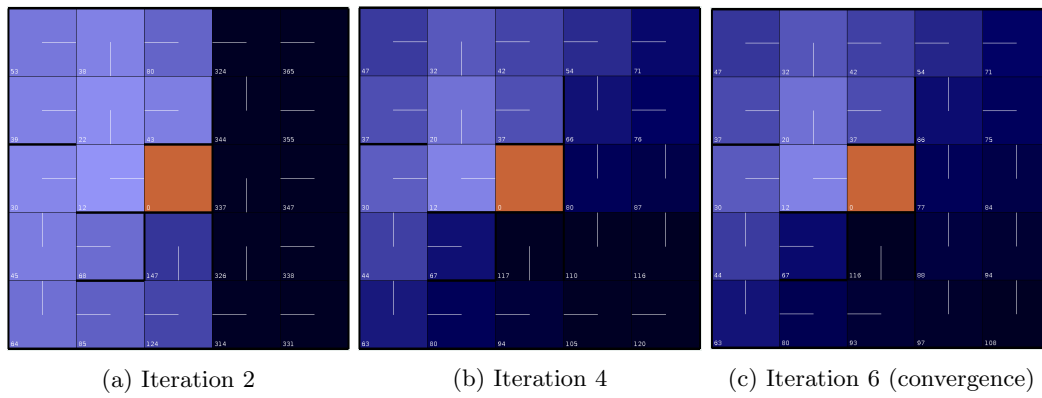 53 38 80 324 365
39 22 43 344 355
30 12 0 337 347
45 68 147 326 338
64 85 124 314 331
47 32 42 54 71
37 20 37 66 76
30 12 0 80 87
44 67 117 110 116
63 80 94 105 120
47 32 42 54 71
37 20 37 66 75
30 12 0 77 84
44 67 116 88 94
63 80 93 97 108
(a) Iteration 2
(b) Iteration 4
(c) Iteration 6 (convergence)